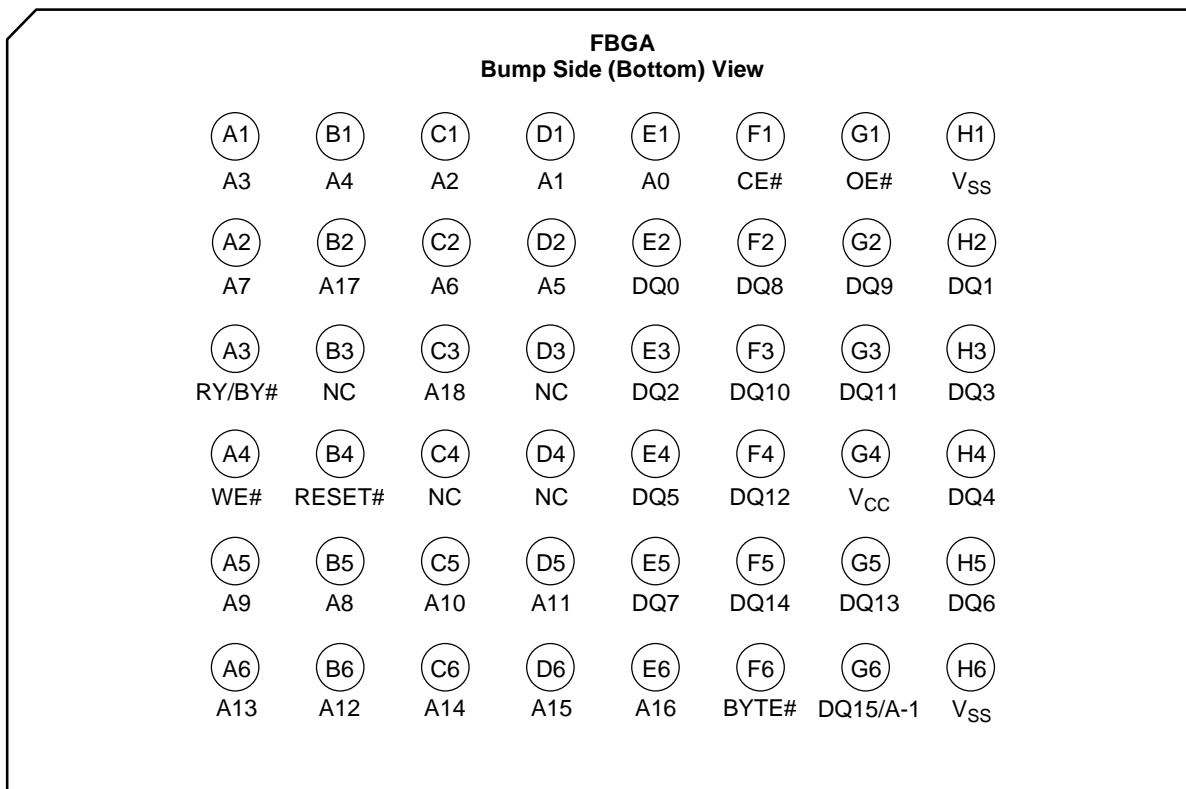 FBGA
Bump Side (Bottom) View
A1 B1 C1 D1 E1 F1 G1 H1
A3 A4 A2 A1 A0 CE# OE# VSS
A2 B2 C2 D2 E2 F2 G2 H2
A7 A17 A6 A5 DQ0 DQ8 DQ9 DQ1
A3 B3 C3 D3 E3 F3 G3 H3
RY/BY# NC A18 NC DQ2 DQ10 DQ11 DQ3
A4 B4 C4 D4 E4 F4 G4 H4
WE# RESET# NC NC DQ5 DQ12 VCC DQ4
A5 B5 C5 D5 E5 F5 G5 H5
A9 A8 A10 A11 DQ7 DQ14 DQ13 DQ6
A6 B6 C6 D6 E6 F6 G6 H6
A13 A12 A14 A15 A16 BYTE# DQ15/A-1 VSS